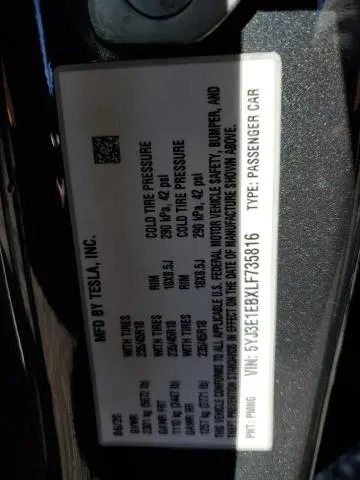 MFD BY TESLA, INC.
06/20 WITH TIRES RIM COLD TIRE PRESSURE
GVWR 235/45R18 18X8.5J 290 kPa, 42 psi
2301 kg (5072 lb) WITH TIRES RIM COLD TIRE PRESSURE
GAWR FRT 235/45R18 18X8.5J 290 kPa, 42 psi
1110 kg (2447 lb)
GAWR RR
1257 kg (2771 lb)
THIS VEHICLE CONFORMS TO ALL APPLICABLE U.S. FEDERAL MOTOR VEHICLE SAFETY, BUMPER, AND
THEFT PREVENTION STANDARDS IN EFFECT ON THE DATE OF MANUFACTURE SHOWN ABOVE.
VIN: 5YJ3E1EBXLF735816 TYPE: PASSENGER CAR
PNT: PMNG